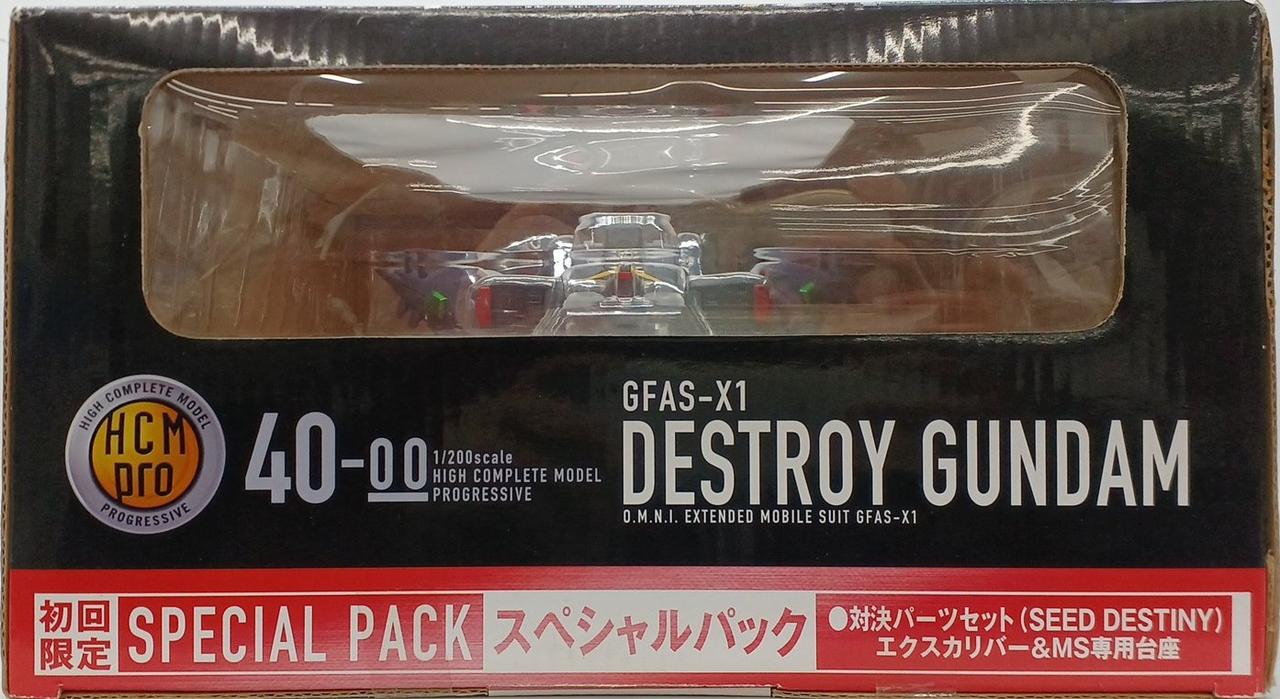 HIGH COMPLETE MODEL
HCM
pro
PROGRESSIVE
40-00
1/200scale
HIGH COMPLETE MODEL
PROGRESSIVE
GFAS-X1
DESTROY GUNDAM
O.M.N.I. EXTENDED MOBILE SUIT GFAS-X1
初回
限定
SPECIAL PACK
スペシャルパック
●対決パーツセット(SEED DESTINY)
エクスカリバー&MS専用台座